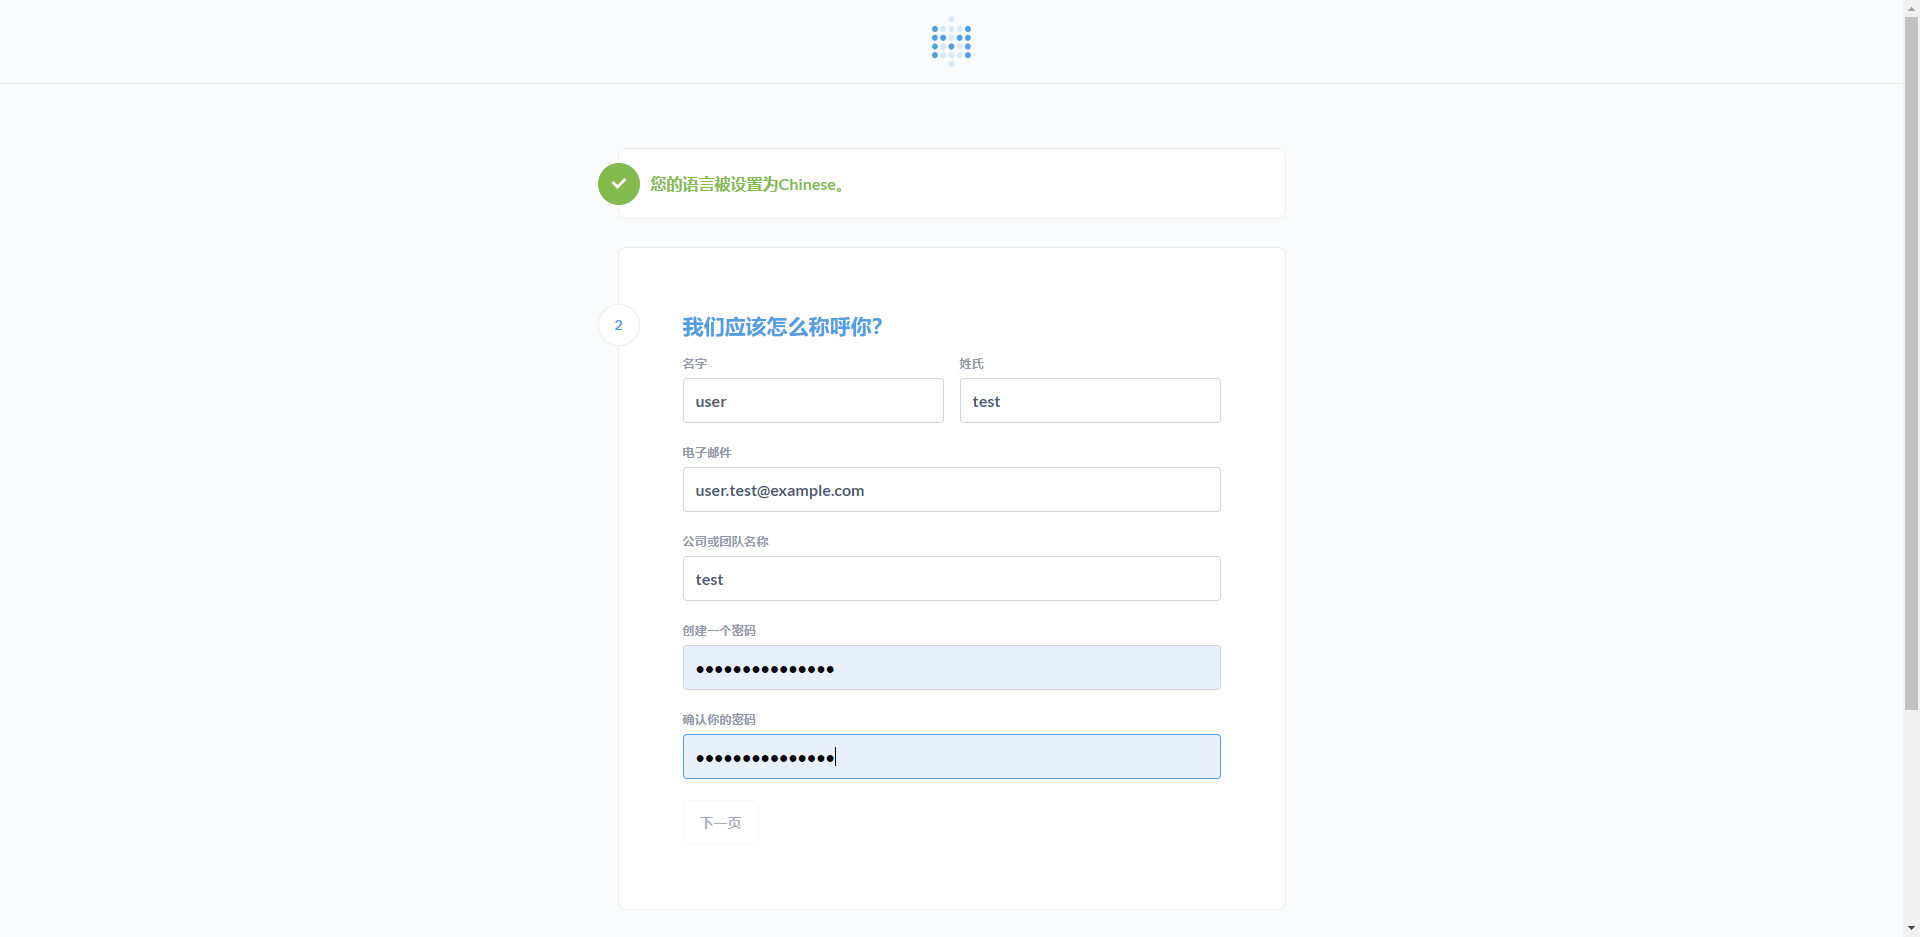 您的语言被设置为Chinese。
2
我们应该怎么称呼你？
名字
姓氏
user
test
电子邮件
user.test@example.com
公司或团队名称
test
创建一个密码
•••••••••••••••
确认你的密码
•••••••••••••••
下一页